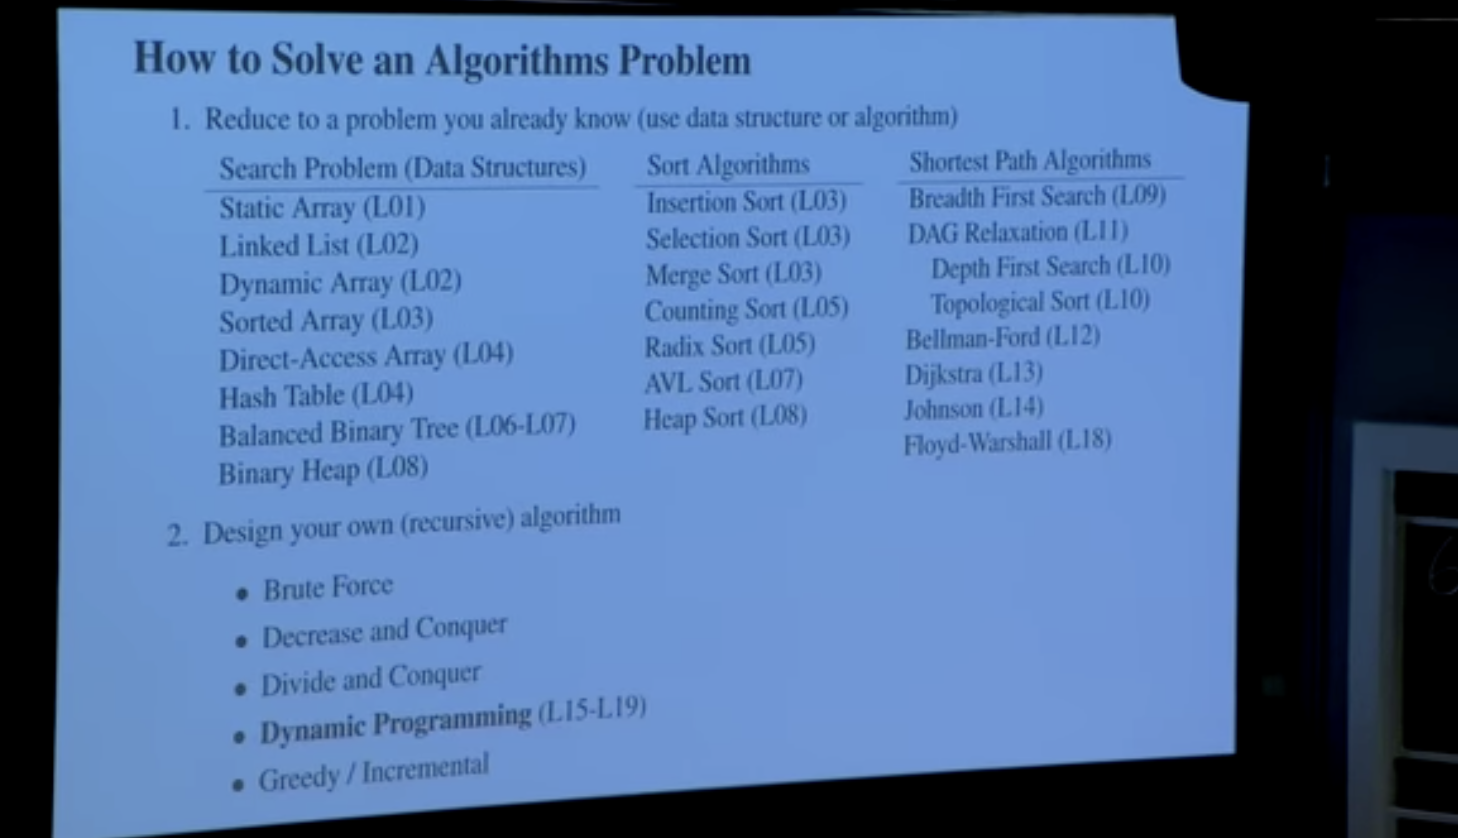 How to Solve an Algorithms Problem
1. Reduce to a problem you already know (use data structure or algorithm)
Search Problem (Data Structures)
Static Array (L01)
Linked List (L02)
Dynamic Array (L02)
Sorted Array (L03)
Direct-Access Array (L04)
Hash Table (L04)
Balanced Binary Tree (L06-L07)
Binary Heap (L08)
Sort Algorithms
Insertion Sort (L03)
Selection Sort (L03)
Merge Sort (L03)
Counting Sort (L05)
Radix Sort (L05)
AVL Sort (L07)
Heap Sort (L08)
Shortest Path Algorithms
Breadth First Search (L09)
DAG Relaxation (L11)
Depth First Search (L10)
Topological Sort (L10)
Bellman-Ford (L12)
Dijkstra (L13)
Johnson (L14)
Floyd-Warshall (L18)
2. Design your own (recursive) algorithm
• Brute Force
• Decrease and Conquer
• Divide and Conquer
• Dynamic Programming (L15-L19)
• Greedy / Incremental